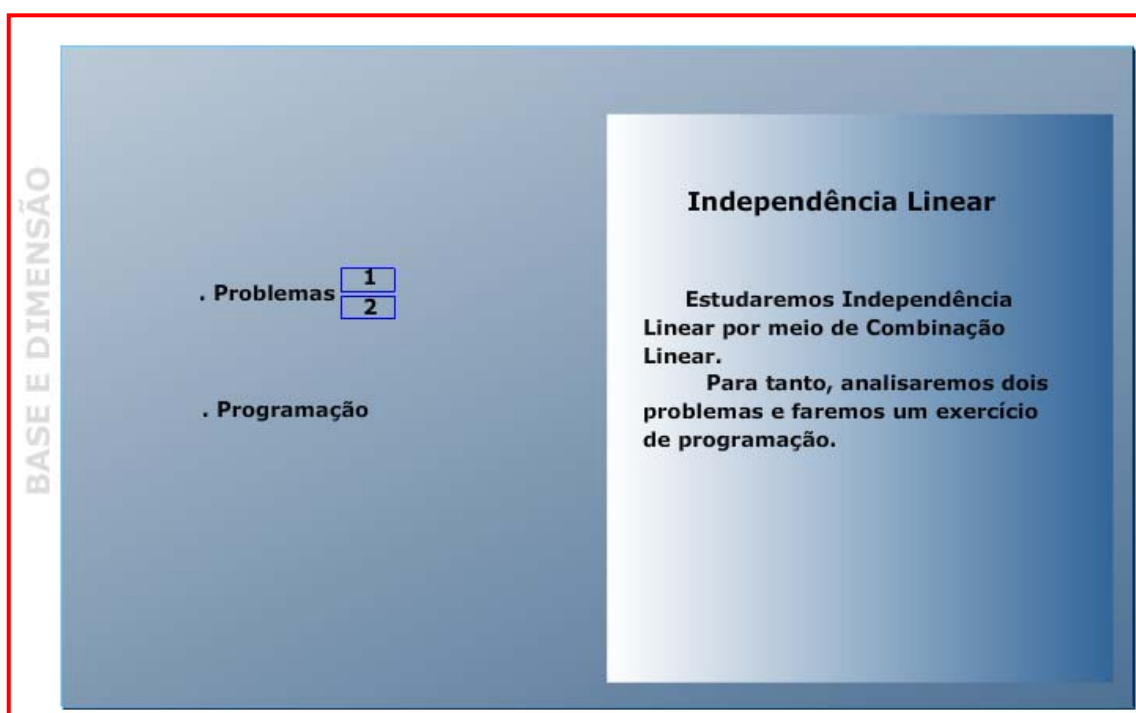 BASE E DIMENSÃO
. Problemas
1
2
. Programação
Independência Linear
Estudaremos Independência
Linear por meio de Combinação
Linear.
Para tanto, analisaremos dois
problemas e faremos um exercício
de programação.